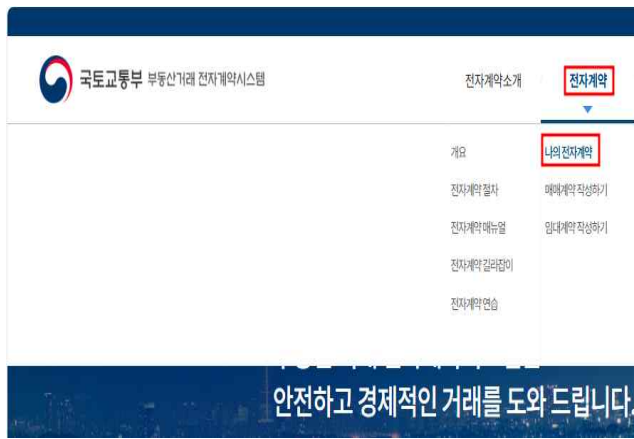 국토교통부 부동산거래 전자계약시스템
전자계약소개 전자계약
개요 나의 전자계약
전자계약 절차 매매계약 작성하기
전자계약 매뉴얼 임대계약 작성하기
전자계약 길라잡이
전자계약 연습
안전하고 경제적인 거래를 도와 드립니다.